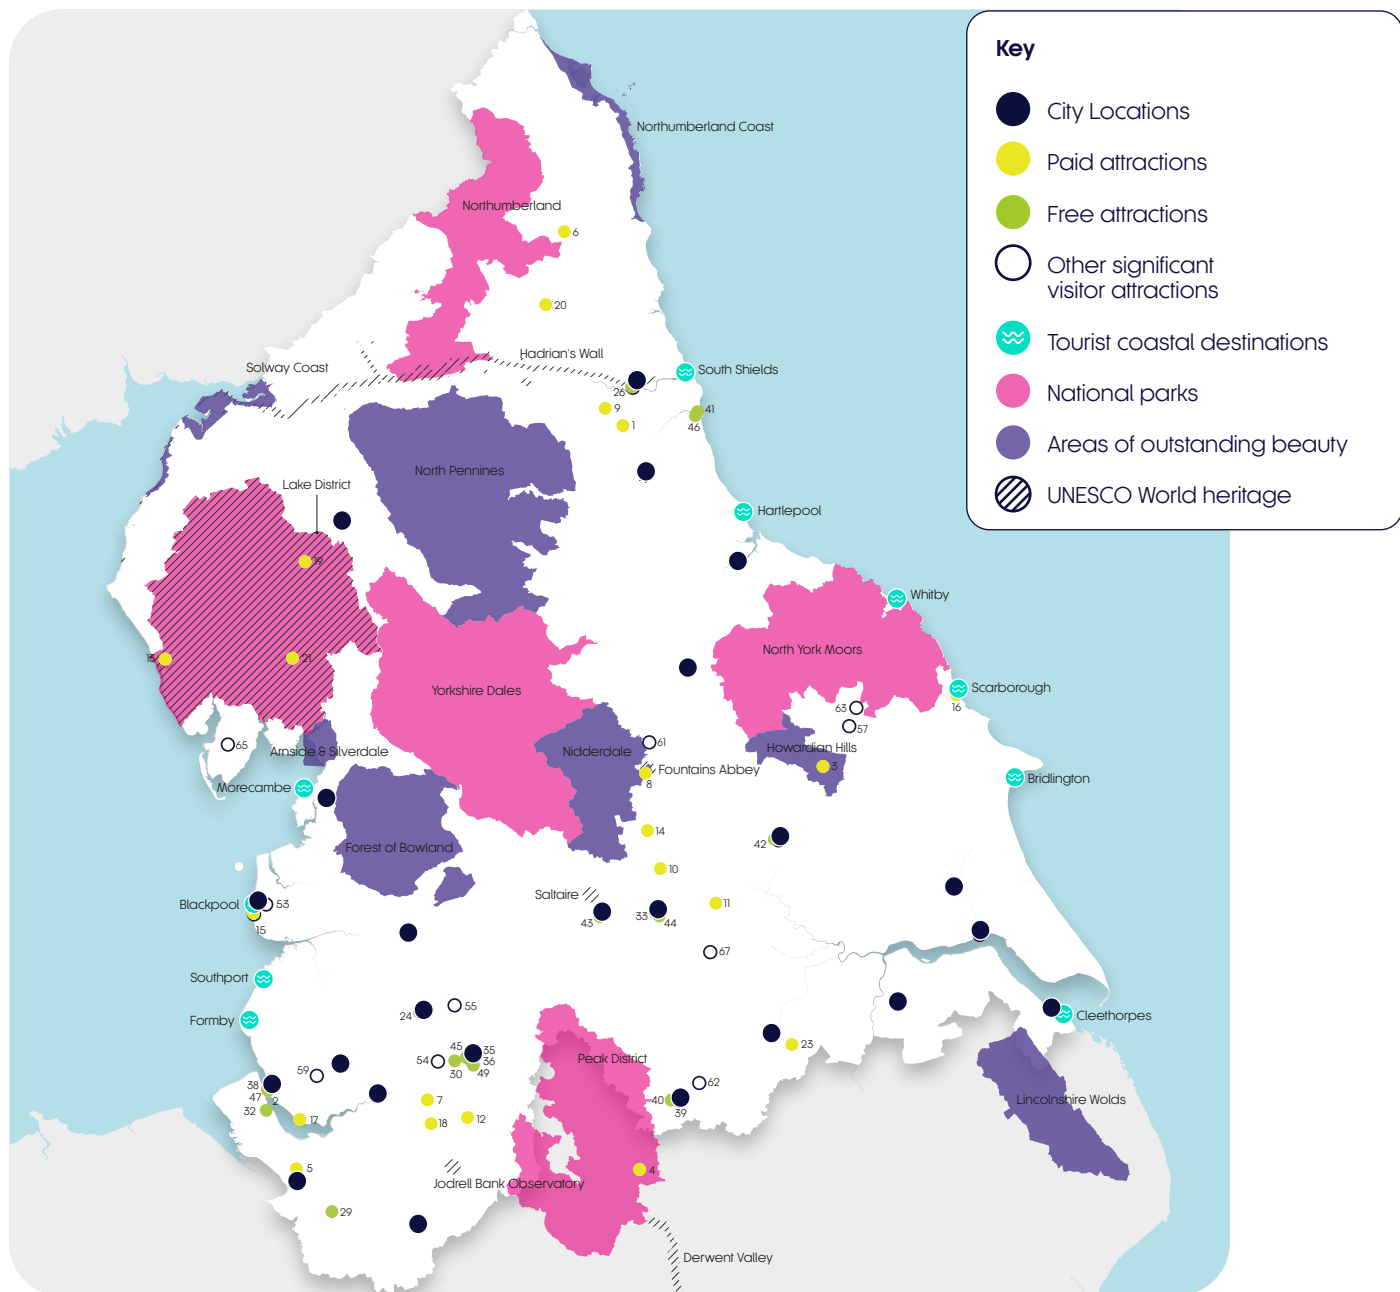 Key
City Locations
Paid attractions
Free attractions
Other significant
visitor attractions
Tourist coastal destinations
National parks
Areas of outstanding beauty
UNESCO World heritage
Northumberland Coast
Northumberland
6
20
Hadrian's Wall
Solway Coast
South Shields
26
9
41
1
46
North Pennines
Lake District
Hartlepool
19
Whitby
North York Moors
13
21
Yorkshire Dales
Scarborough
63
16
57
65
Arnside & Silverdale
Nidderdale
61
Howardian Hills
Fountains Abbey
3
8
Morecambe
Bridlington
14
42
Forest of Bowland
10
Saltaire
Blackpool
53
11
15
43
33
44
67
Southport
55
Formby
24
Cleethorpes
23
45
35
54
36
30
49
Peak District
59
62
38
47
2
32
7
40
39
Lincolnshire Wolds
17
18
12
5
4
Jodrell Bank Observatory
29
Derwent Valley